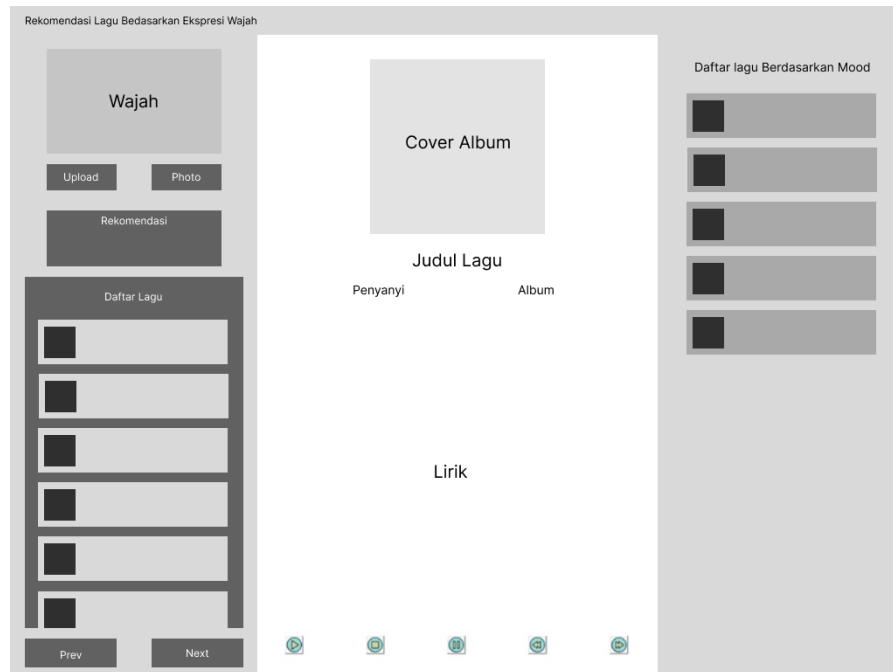 Rekomendasi Lagu Bedasarkan Ekspresi Wajah
Wajah
Upload
Photo
Rekomendasi
Daftar Lagu
Prev
Next
Cover Album
Judul Lagu
Penyanyi
Album
Lirik
Daftar lagu Berdasarkan Mood